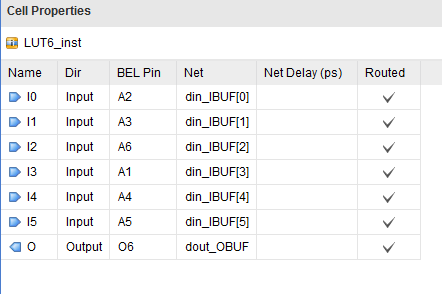 Cell Properties
LUT6_inst
Name Dir BEL Pin Net Net Delay (ps) Routed
I0 Input A2 din_IBUF[0]
I1 Input A3 din_IBUF[1]
I2 Input A6 din_IBUF[2]
I3 Input A1 din_IBUF[3]
I4 Input A4 din_IBUF[4]
I5 Input A5 din_IBUF[5]
O Output O6 dout_OBUF